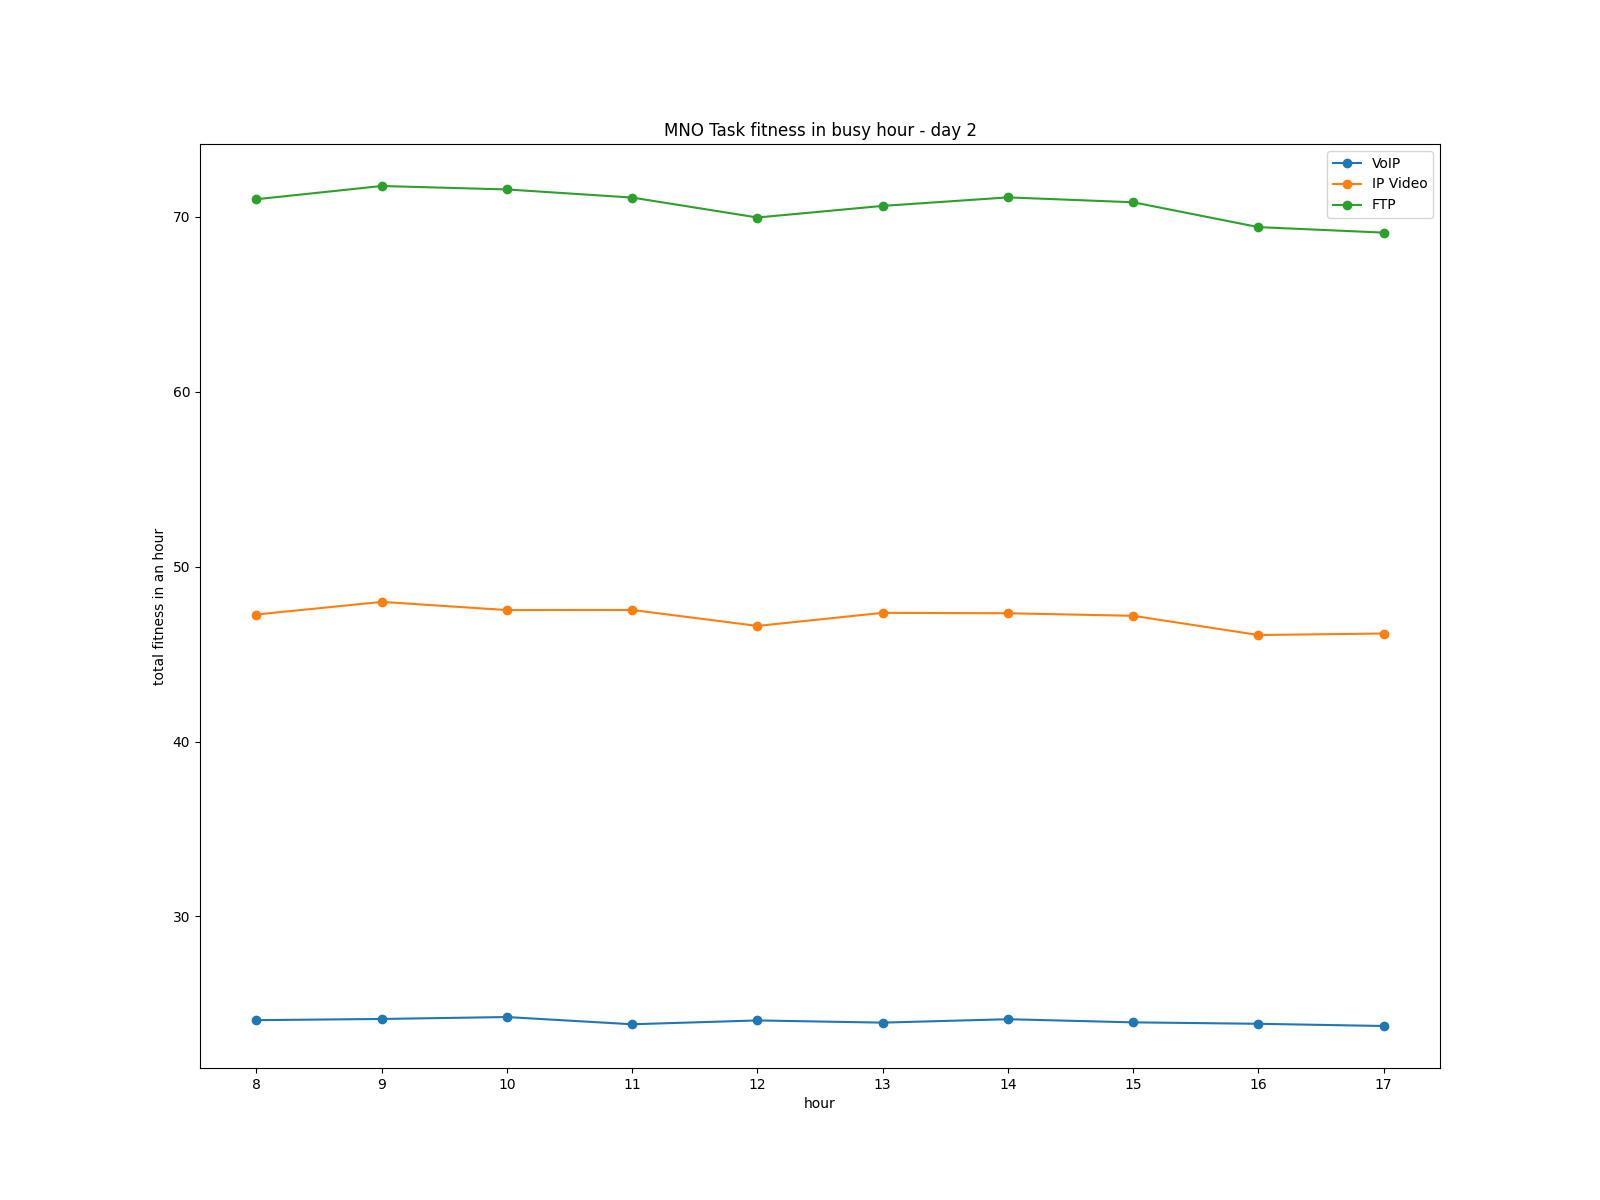 MNO Task fitness in busy hour - day 2
VoIP
IP Video
FTP
70
60
50
40
30
total fitness in an hour
8 9 10 11 12 13 14 15 16 17
hour